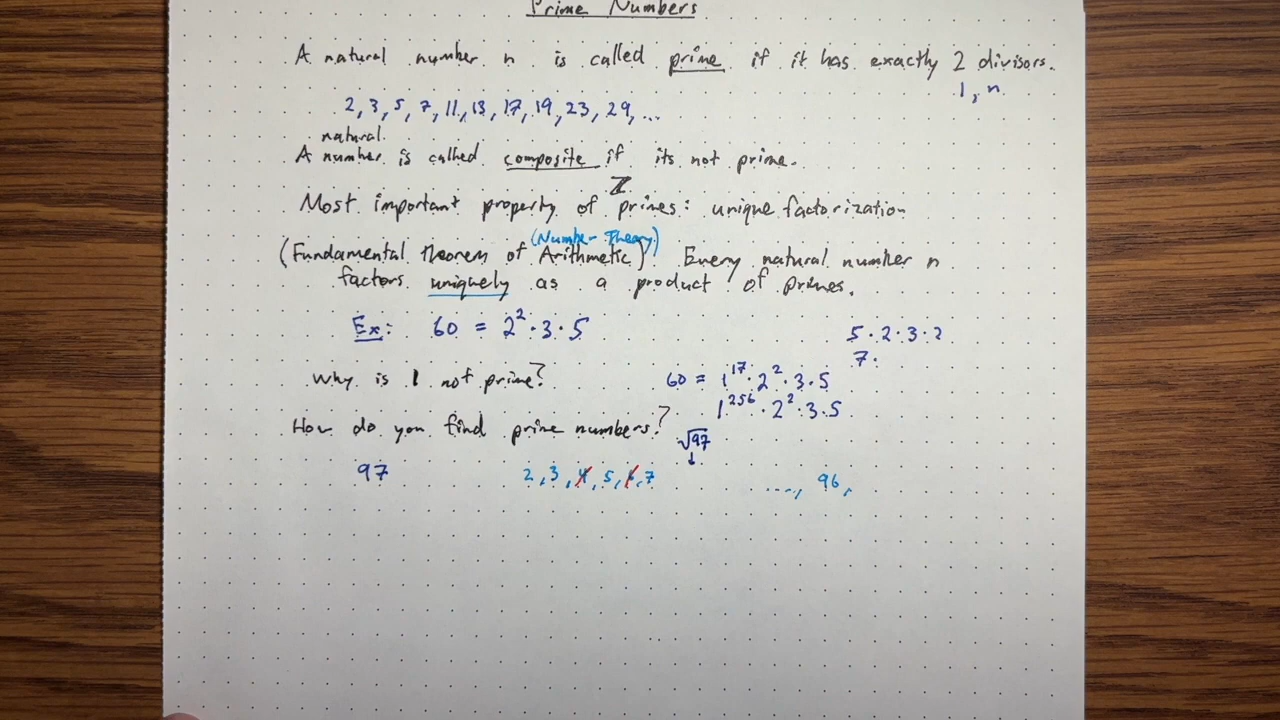 Prime Numbers
A natural number n is called prime if it has exactly 2 divisors.
1, n
2, 3, 5, 7, 11, 13, 17, 19, 23, 29, ...
natural
A number is called composite if its not prime.
ℤ
Most important property of primes: unique factorization
(Number Theory)
(Fundamental Theorem of Arithmetic): Every natural number n
factors uniquely as a product of primes.
Ex: 60 = 2² · 3 · 5
5 · 2 · 3 · 2
7 ·
Why is 1 not prime?
60 = 1¹⁷ · 2² · 3 · 5
1²⁵⁶ · 2² · 3 · 5
How do you find prime numbers?
√97
↓
97 2, 3, 4, 5, 6, 7 ...., 96,